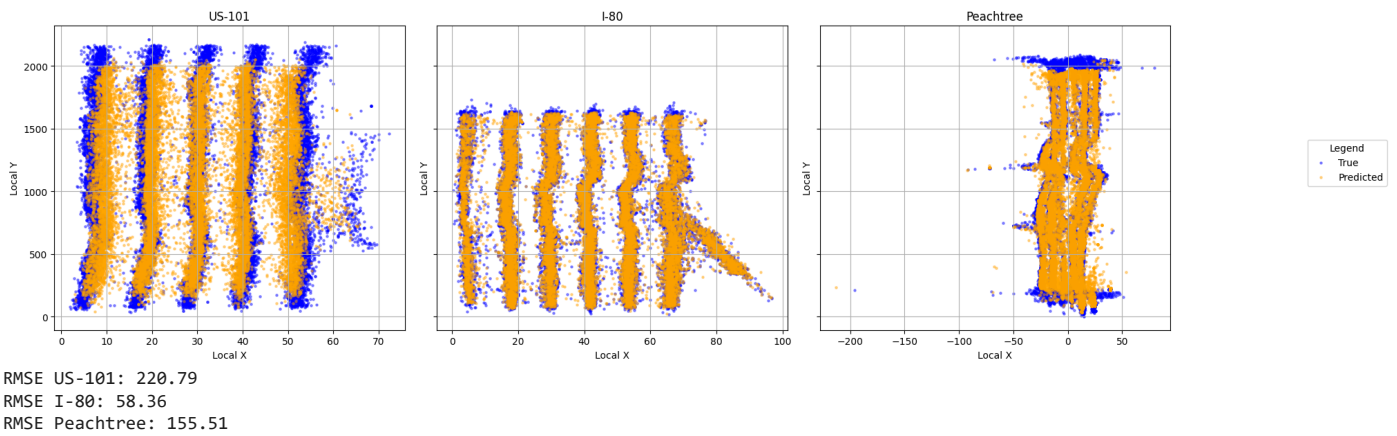 US-101
I-80
Peachtree
Local Y
2000
1500
1000
500
0
0 10 20 30 40 50 60 70
Local X
Local Y
0 20 40 60 80 100
Local X
Local Y
−200 −150 −100 −50 0 50
Local X
Legend
True
Predicted
RMSE US-101: 220.79
RMSE I-80: 58.36
RMSE Peachtree: 155.51